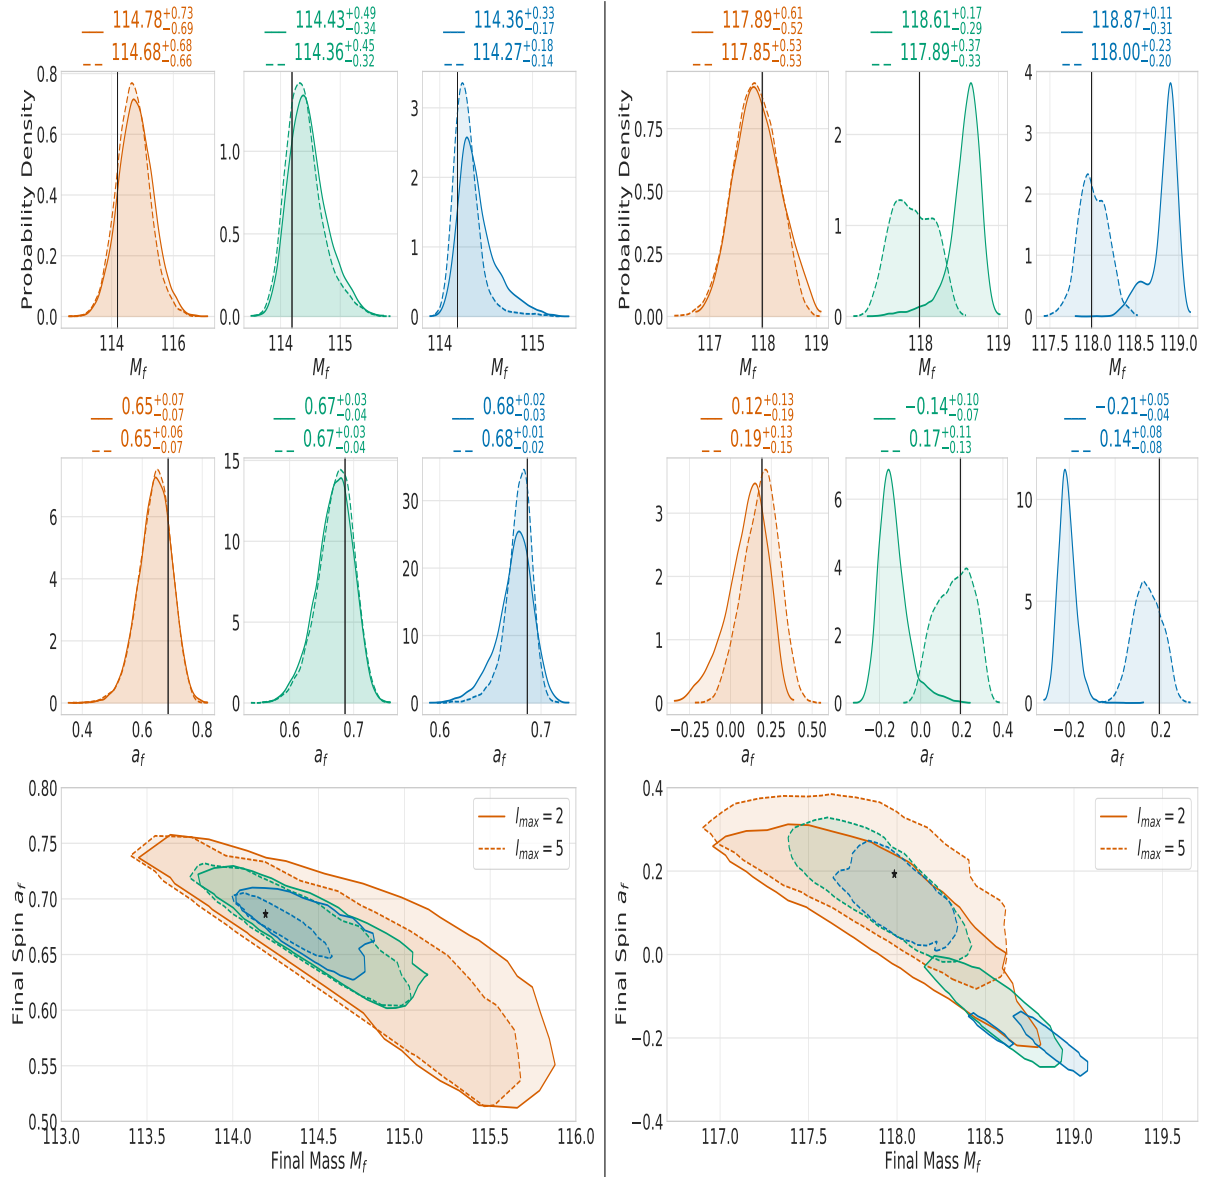 114.78+0.73−0.69
114.68+0.68−0.66
114.43+0.49−0.34
114.36+0.45−0.32
114.36+0.33−0.17
114.27+0.18−0.14
117.89+0.61−0.52
117.85+0.53−0.53
118.61+0.17−0.29
117.89+0.37−0.33
118.87+0.11−0.31
118.00+0.23−0.20
Probability Density
0.8
0.6
0.4
0.2
0.0
114 116
Mf
1.0
0.5
0.0
114 115
Mf
3
2
1
0
114 115
Mf
Probability Density
0.75
0.50
0.25
0.00
117 118 119
Mf
2
1
0
118 119
Mf
4
3
2
1
0
117.5 118.0 118.5 119.0
Mf
0.65+0.07−0.07
0.65+0.06−0.07
0.67+0.03−0.04
0.67+0.03−0.04
0.68+0.02−0.03
0.68+0.01−0.02
0.12+0.13−0.19
0.19+0.13−0.15
−0.14+0.10−0.07
0.17+0.11−0.13
−0.21+0.05−0.04
0.14+0.08−0.08
6
4
2
0
0.4 0.6 0.8
af
15
10
5
0
0.6 0.7
af
30
20
10
0
0.6 0.7
af
3
2
1
0
−0.25 0.00 0.25 0.50
af
6
4
2
0
−0.2 0.0 0.2 0.4
af
10
5
0
−0.2 0.0 0.2
af
Final Spin af
0.80
0.75
0.70
0.65
0.60
0.55
0.50
113.0 113.5 114.0 114.5 115.0 115.5 116.0
Final Mass Mf
lmax = 2
lmax = 5
Final Spin af
0.4
0.2
0.0
−0.2
−0.4
117.0 117.5 118.0 118.5 119.0 119.5
Final Mass Mf
lmax = 2
lmax = 5